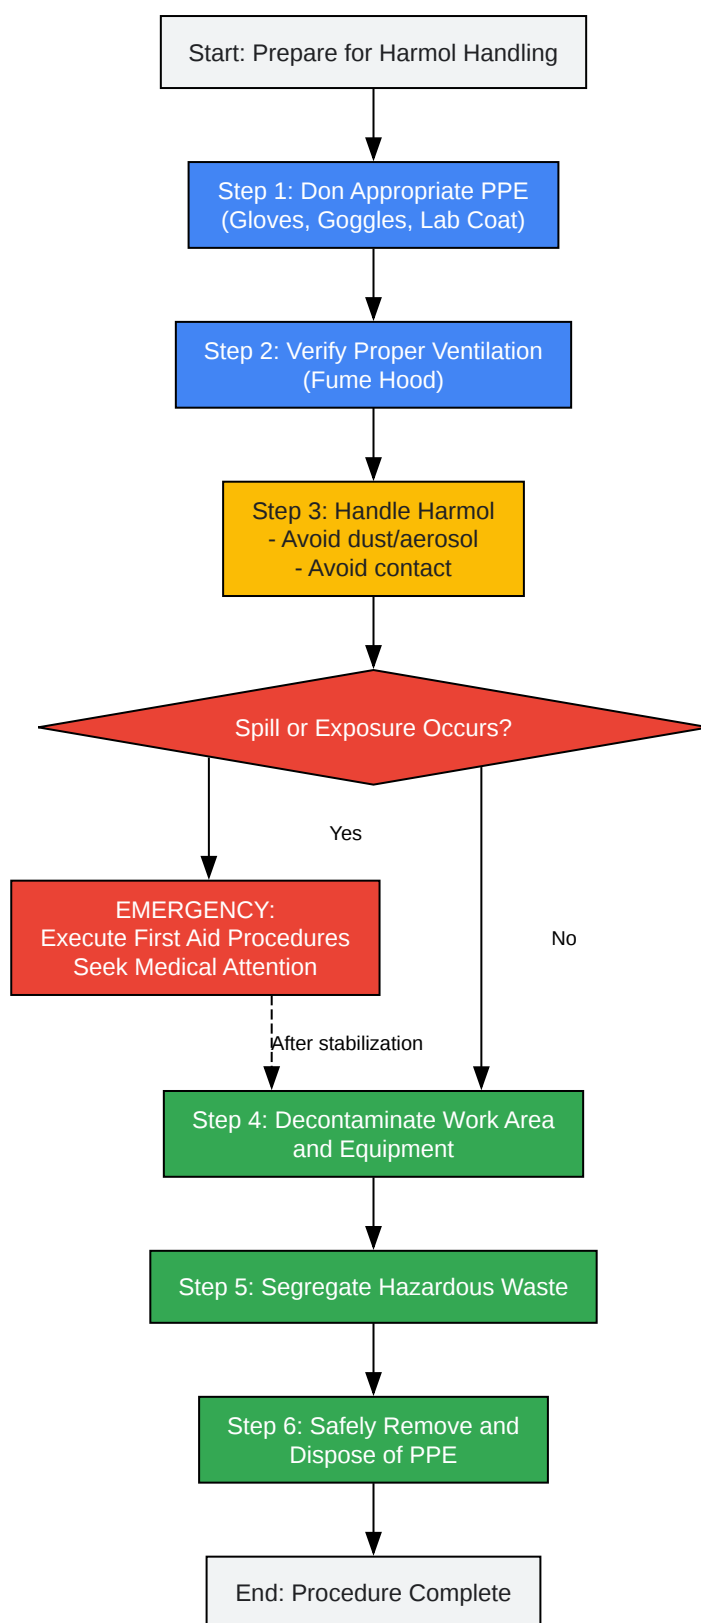 Start: Prepare for Harmol Handling
Step 1: Don Appropriate PPE
(Gloves, Goggles, Lab Coat)
Step 2: Verify Proper Ventilation
(Fume Hood)
Step 3: Handle Harmol
- Avoid dust/aerosol
- Avoid contact
Spill or Exposure Occurs?
Yes
EMERGENCY:
Execute First Aid Procedures
Seek Medical Attention
No
After stabilization
Step 4: Decontaminate Work Area
and Equipment
Step 5: Segregate Hazardous Waste
Step 6: Safely Remove and
Dispose of PPE
End: Procedure Complete